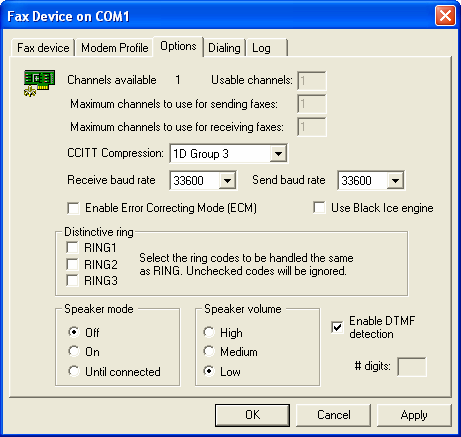 Fax Device on COM1
Fax device Modem Profile Options Dialing Log
Channels available 1 Usable channels: 1
Maximum channels to use for sending faxes: 1
Maximum channels to use for receiving faxes: 1
CCITT Compression: 1D Group 3
Receive baud rate 33600 Send baud rate 33600
Enable Error Correcting Mode (ECM) Use Black Ice engine
Distinctive ring
RING1
RING2
RING3
Select the ring codes to be handled the same
as RING. Unchecked codes will be ignored.
Speaker mode
Off
On
Until connected
Speaker volume
High
Medium
Low
Enable DTMF
detection
# digits:
OK Cancel Apply